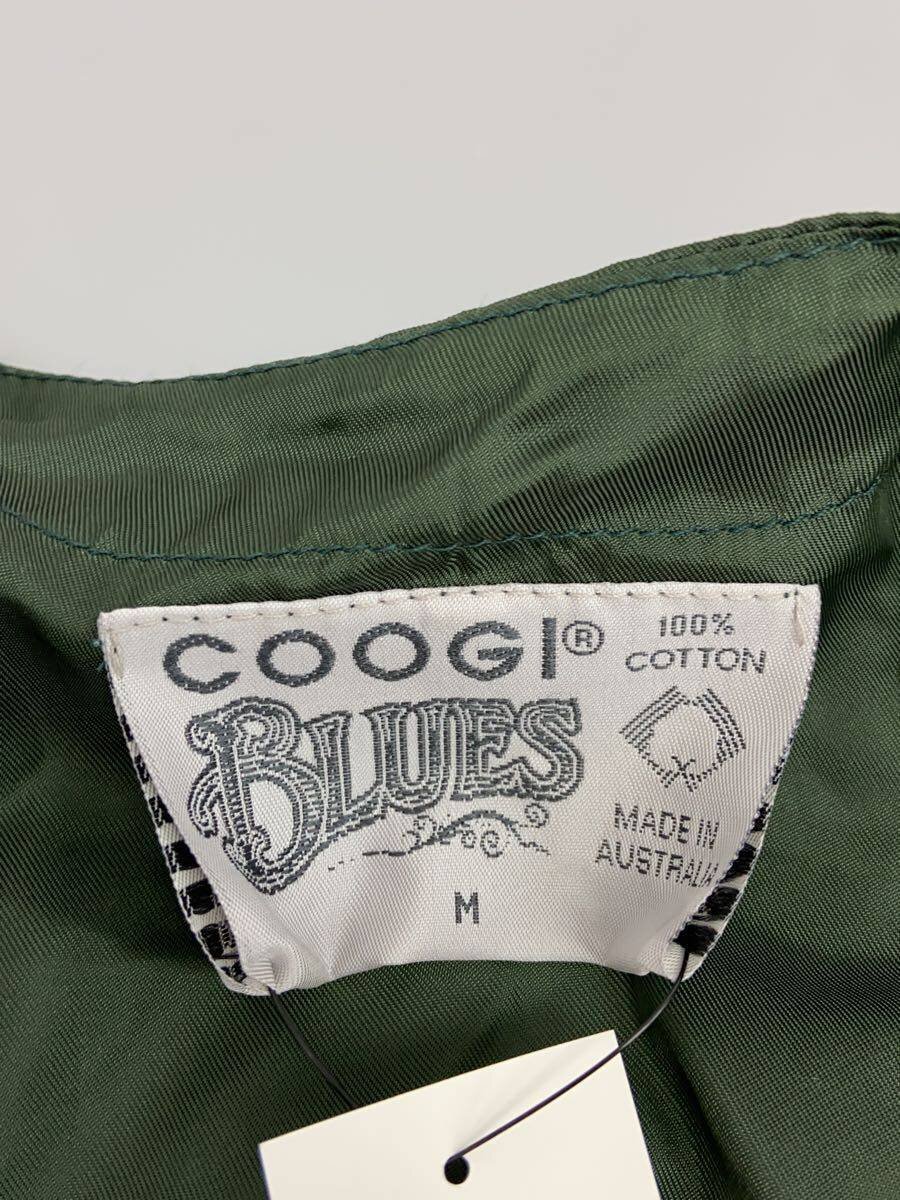 COOGI®
BLUES
M
100%
COTTON
MADE IN
AUSTRALIA